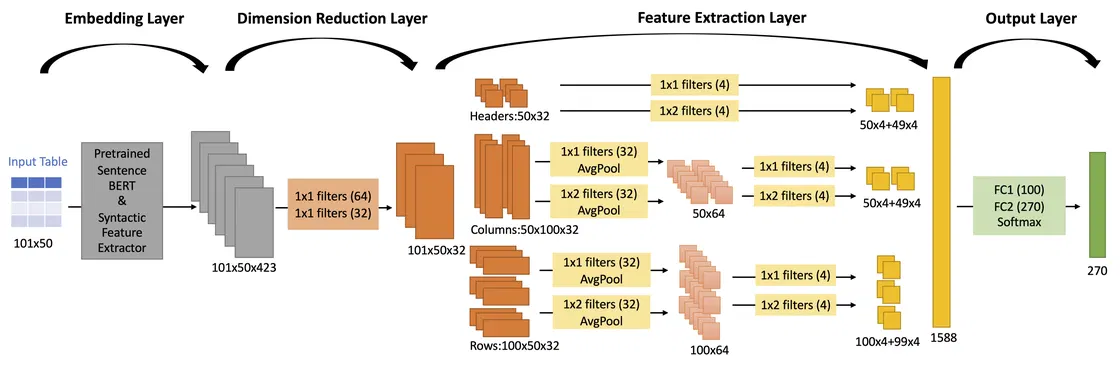 Embedding Layer
Dimension Reduction Layer
Feature Extraction Layer
Output Layer
Input Table
101x50
Pretrained
Sentence
BERT
&
Syntactic
Feature
Extractor
101x50x423
1x1 filters (64)
1x1 filters (32)
101x50x32
Headers:50x32
1x1 filters (4)
1x2 filters (4)
50x4+49x4
Columns:50x100x32
1x1 filters (32)
AvgPool
1x2 filters (32)
AvgPool
50x64
1x1 filters (4)
1x2 filters (4)
50x4+49x4
Rows:100x50x32
1x1 filters (32)
AvgPool
1x2 filters (32)
AvgPool
100x64
1x1 filters (4)
1x2 filters (4)
100x4+99x4
1588
FC1 (100)
FC2 (270)
Softmax
270